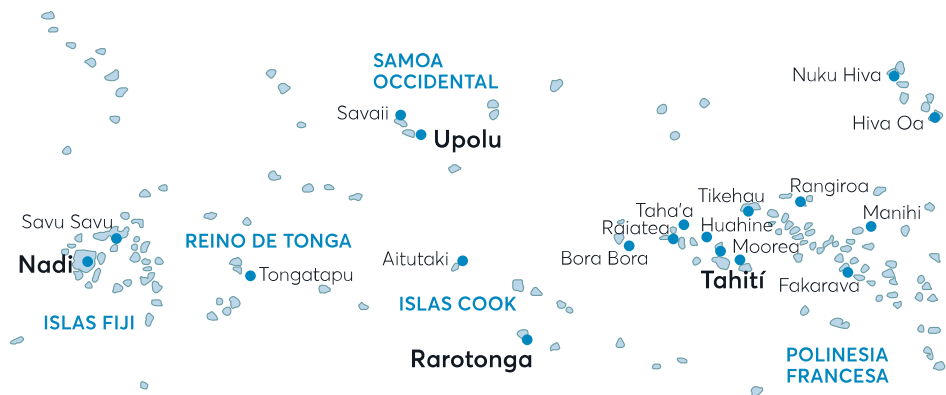 SAMOA
OCCIDENTAL
Nuku Hiva
Savaii
Hiva Oa
Upolu
Rangiroa
Tikehau
Taha'a
Manihi
Savu Savu
Raiatea
Huahine
REINO DE TONGA
Moorea
Bora Bora
Aitutaki
Nadi
Tongatapu
Tahití
Fakarava
ISLAS COOK
ISLAS FIJI
Rarotonga
POLINESIA
FRANCESA